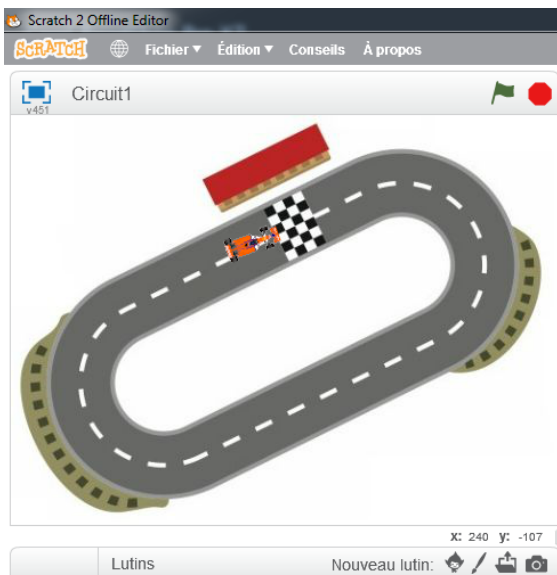 Scratch 2 Offline Editor
SCRATCH Fichier▼ Édition▼ Conseils À propos
Circuit1
v451
x: 240 y: -107
Lutins Nouveau lutin: